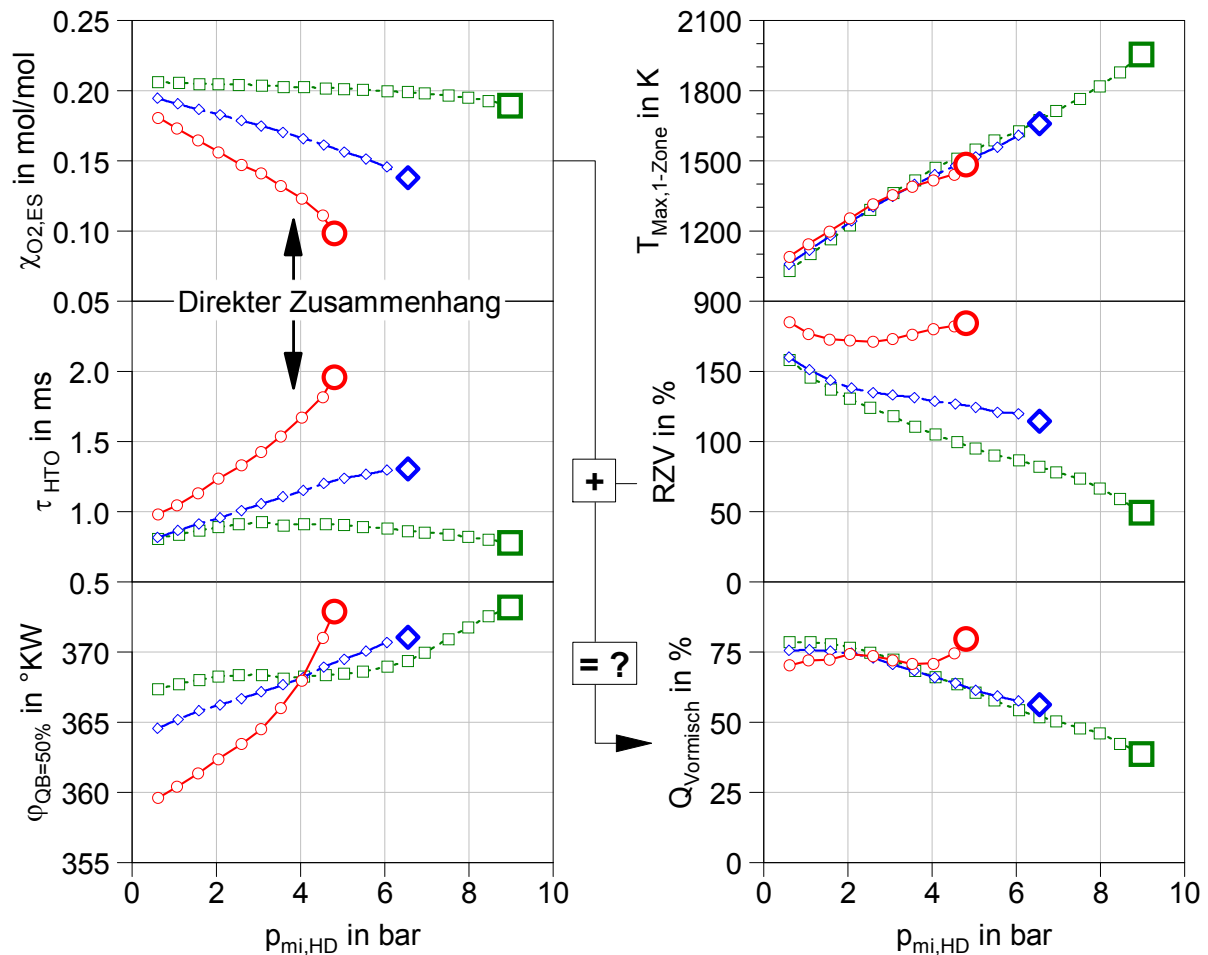 0.25
0.20
0.15
0.10
0.05
χO2,ES in mol/mol
Direkter Zusammenhang
2.0
1.5
1.0
0.5
τ HTO in ms
370
365
360
355
φQB=50% in °KW
0 2 4 6 8 10
pmi,HD in bar
+
= ?
2100
1800
1500
1200
900
TMax,1-Zone in K
150
100
50
0
RZV in %
75
50
25
0
QVormisch in %
0 2 4 6 8 10
pmi,HD in bar